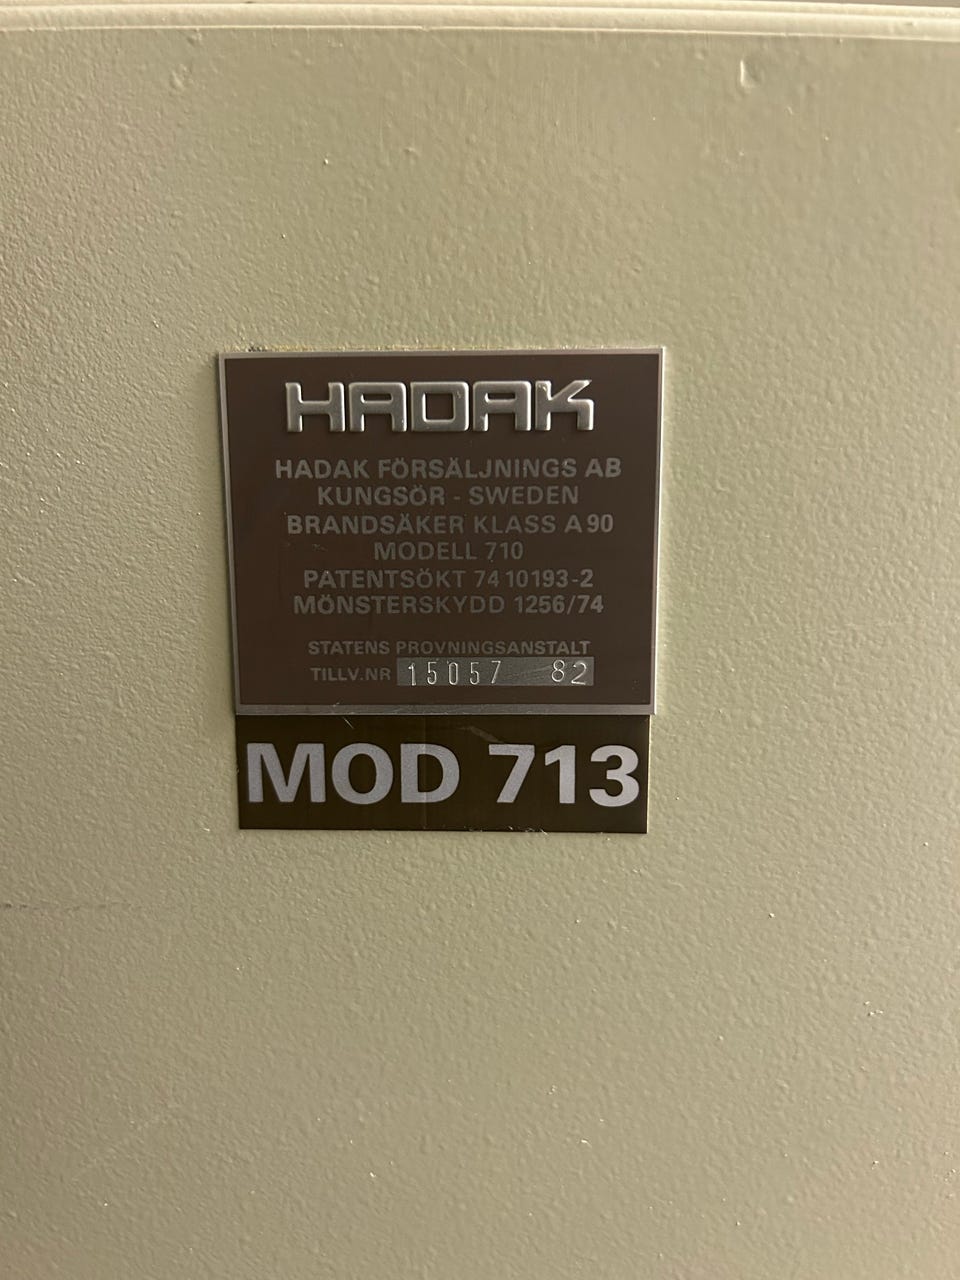 HADAK
HADAK FÖRSÄLJNINGS AB
KUNGSÖR - SWEDEN
BRANDSÄKER KLASS A 90
MODELL 710
PATENTSÖKT 74 10193-2
MÖNSTERSKYDD 1256/74
STATENS PROVNINGSANSTALT
TILLV.NR 15057 82
MOD 713